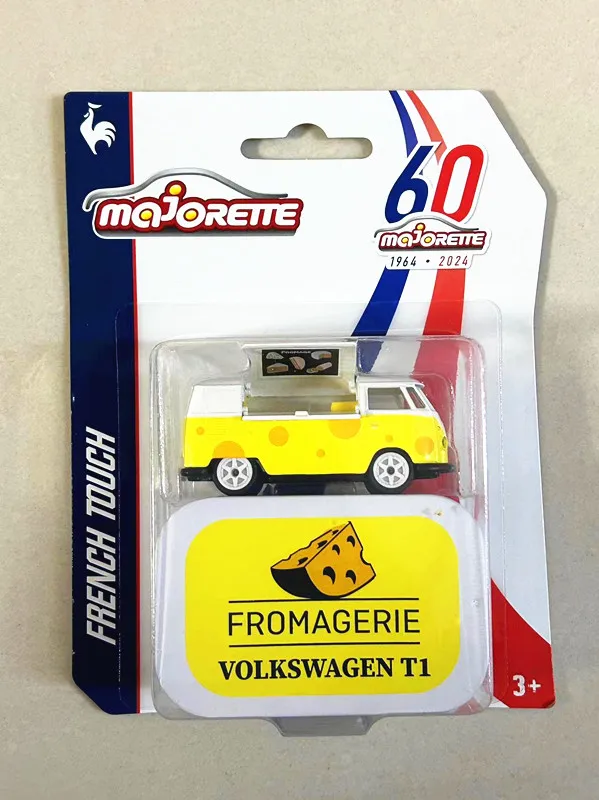 60
majORETTE
majORETTE
1964 • 2024
FROMAGE
FRENCH TOUCH
FROMAGERIE
VOLKSWAGEN T1
3+